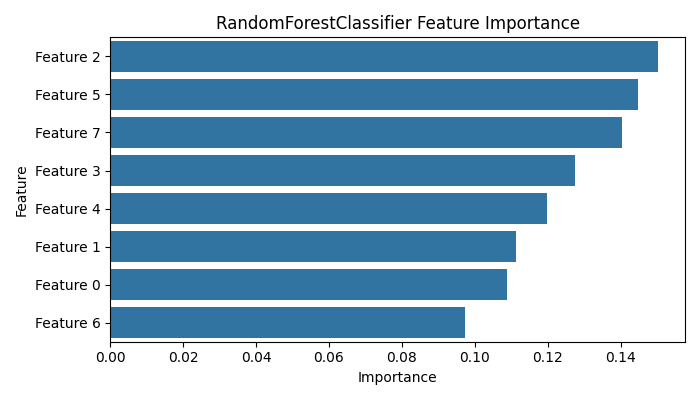 RandomForestClassifier Feature Importance
Feature 2
Feature 5
Feature 7
Feature 3
Feature 4
Feature 1
Feature 0
Feature 6
Feature
0.00 0.02 0.04 0.06 0.08 0.10 0.12 0.14
Importance